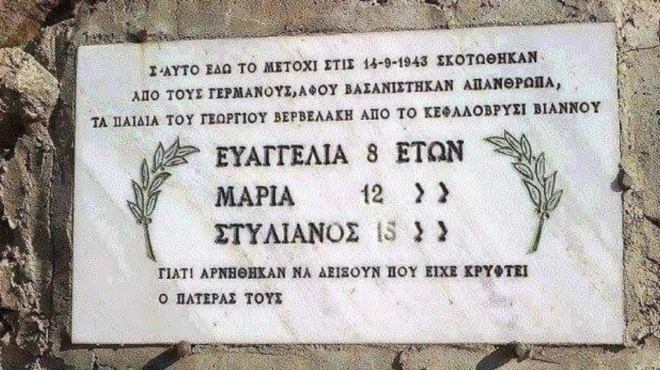 Σ'ΑΥΤΟ ΕΔΩ ΤΟ ΜΕΤΟΧΙ ΣΤΙΣ 14-9-1943 ΣΚΟΤΩΘΗΚΑΝ
ΑΠΟ ΤΟΥΣ ΓΕΡΜΑΝΟΥΣ, ΑΦΟΥ ΒΑΣΑΝΙΣΤΗΚΑΝ ΑΠΑΝΘΡΩΠΑ,
ΤΑ ΠΑΙΔΙΑ ΤΟΥ ΓΕΩΡΓΙΟΥ ΒΕΡΒΕΛΑΚΗ ΑΠΟ ΤΟ ΚΕΦΑΛΟΒΡΥΣΙ ΒΙΑΝΝΟΥ
ΕΥΑΓΓΕΛΙΑ 8 ΕΤΩΝ
ΜΑΡΙΑ 12 »
ΣΤΥΛΙΑΝΟΣ 15 »
ΓΙΑΤΙ ΑΡΝΗΘΗΚΑΝ ΝΑ ΔΕΙΞΟΥΝ ΠΟΥ ΕΙΧΕ ΚΡΥΦΤΕΙ
Ο ΠΑΤΕΡΑΣ ΤΟΥΣ